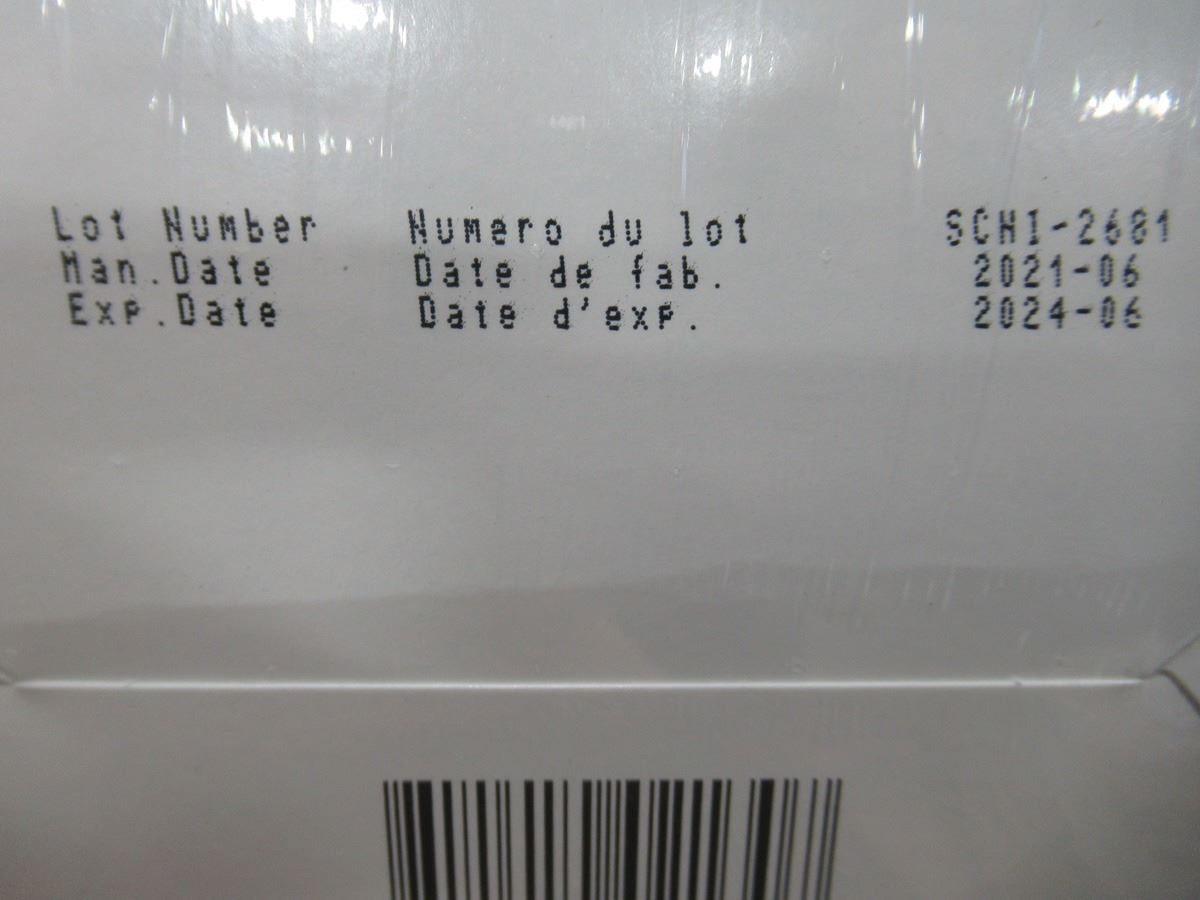 Lot Number Numero du lot SCHI-2681
Man.Date Date de fab. 2021-06
Exp.Date Date d'exp. 2024-06